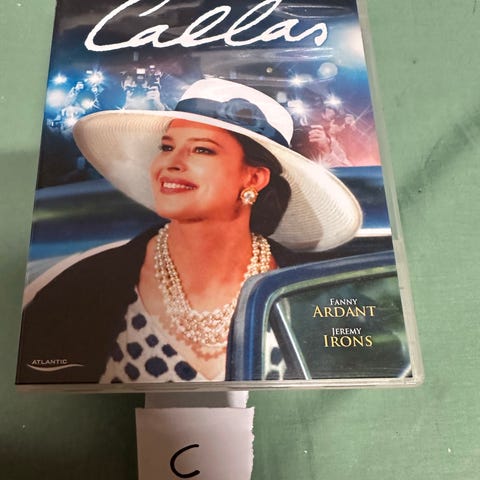 Callas
FANNY
ARDANT
JEREMY
IRONS
ATLANTIC
C